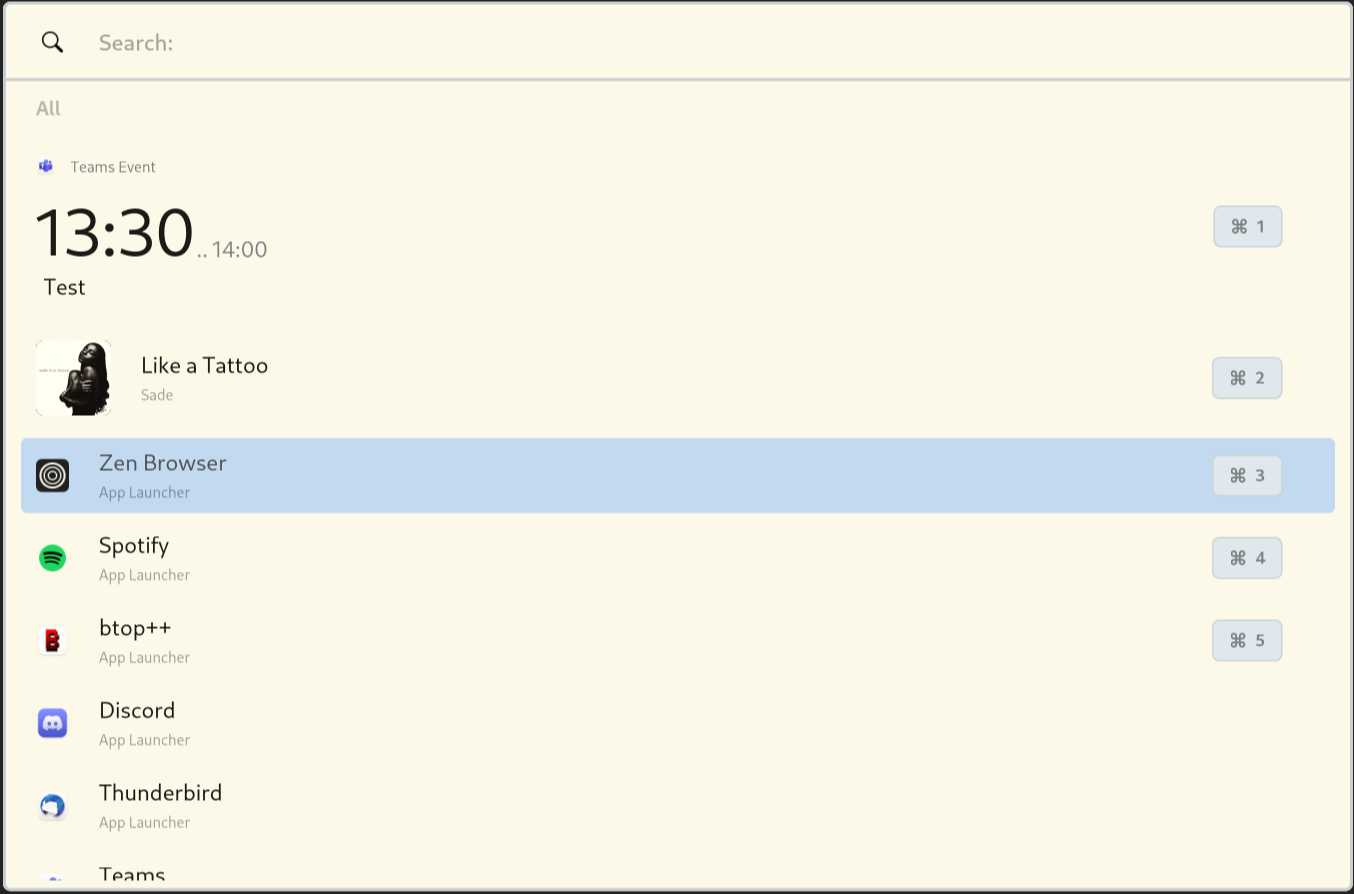 Search:
All
Teams Event
13:30 .. 14:00
⌘ 1
Test
Like a Tattoo
Sade
⌘ 2
Zen Browser
App Launcher
⌘ 3
Spotify
App Launcher
⌘ 4
btop++
App Launcher
⌘ 5
Discord
App Launcher
Thunderbird
App Launcher
Teams